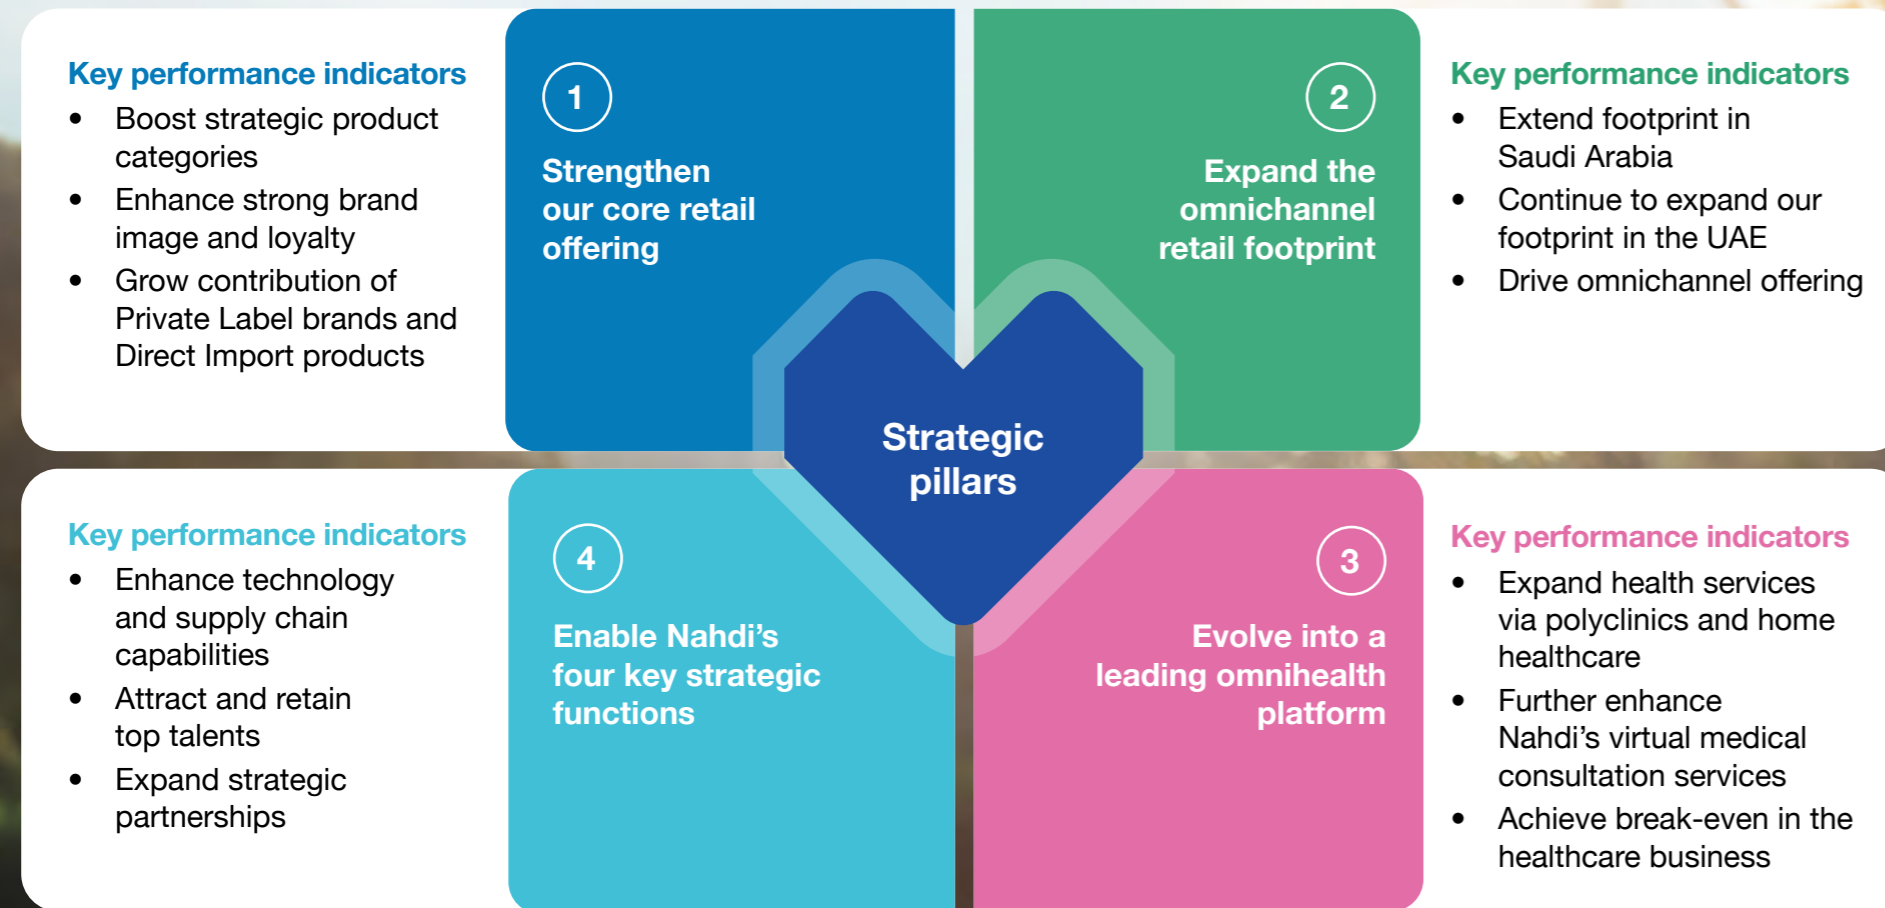 Key performance indicators
• Boost strategic product
categories
• Enhance strong brand
image and loyalty
• Grow contribution of
Private Label brands and
Direct Import products
1
Strengthen
our core retail
offering
2
Expand the
omnichannel
retail footprint
Key performance indicators
• Extend footprint in
Saudi Arabia
• Continue to expand our
footprint in the UAE
• Drive omnichannel offering
Strategic
pillars
Key performance indicators
• Enhance technology
and supply chain
capabilities
• Attract and retain
top talents
• Expand strategic
partnerships
4
Enable Nahdi’s
four key strategic
functions
3
Evolve into a
leading omnihealth
platform
Key performance indicators
• Expand health services
via polyclinics and home
healthcare
• Further enhance
Nahdi’s virtual medical
consultation services
• Achieve break-even in the
healthcare business